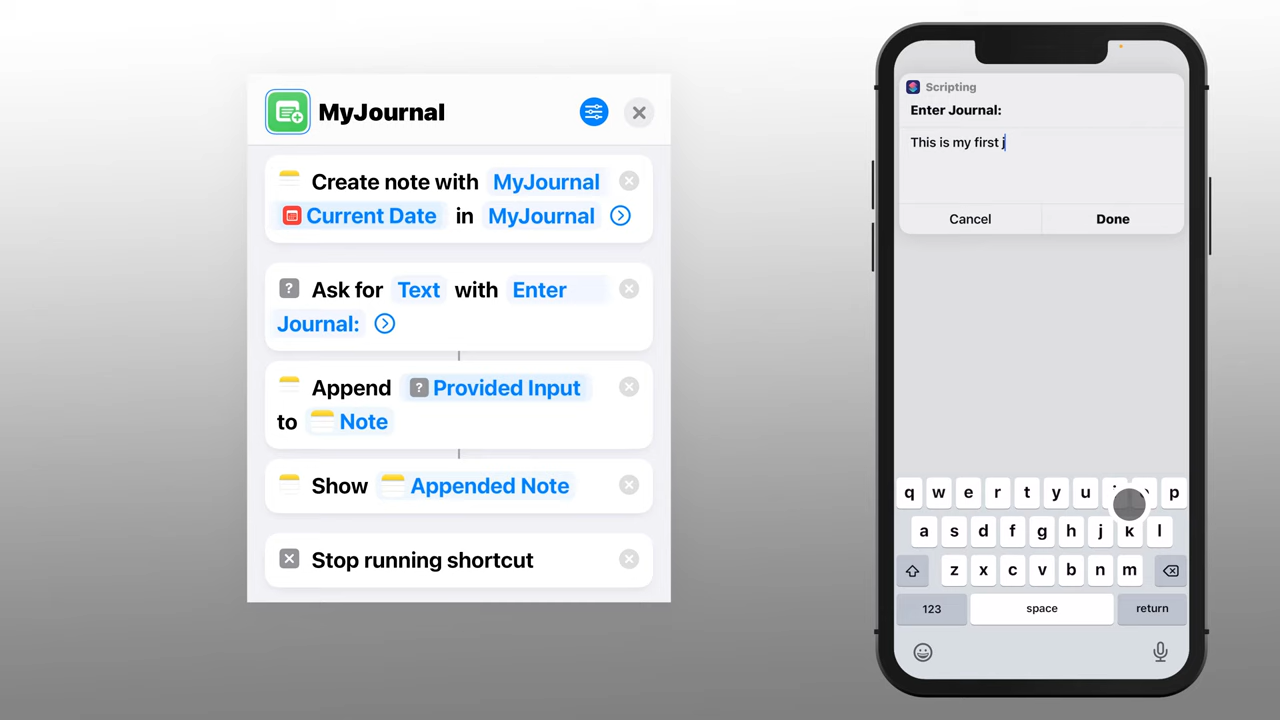 MyJournal
Create note with MyJournal
Current Date in MyJournal
? Ask for Text with Enter
Journal:
Append ? Provided Input
to Note
Show Appended Note
Stop running shortcut
Scripting
Enter Journal:
This is my first j
Cancel Done
q w e r t y u p
a s d f g h j k l
z x c v b n m
123 space return